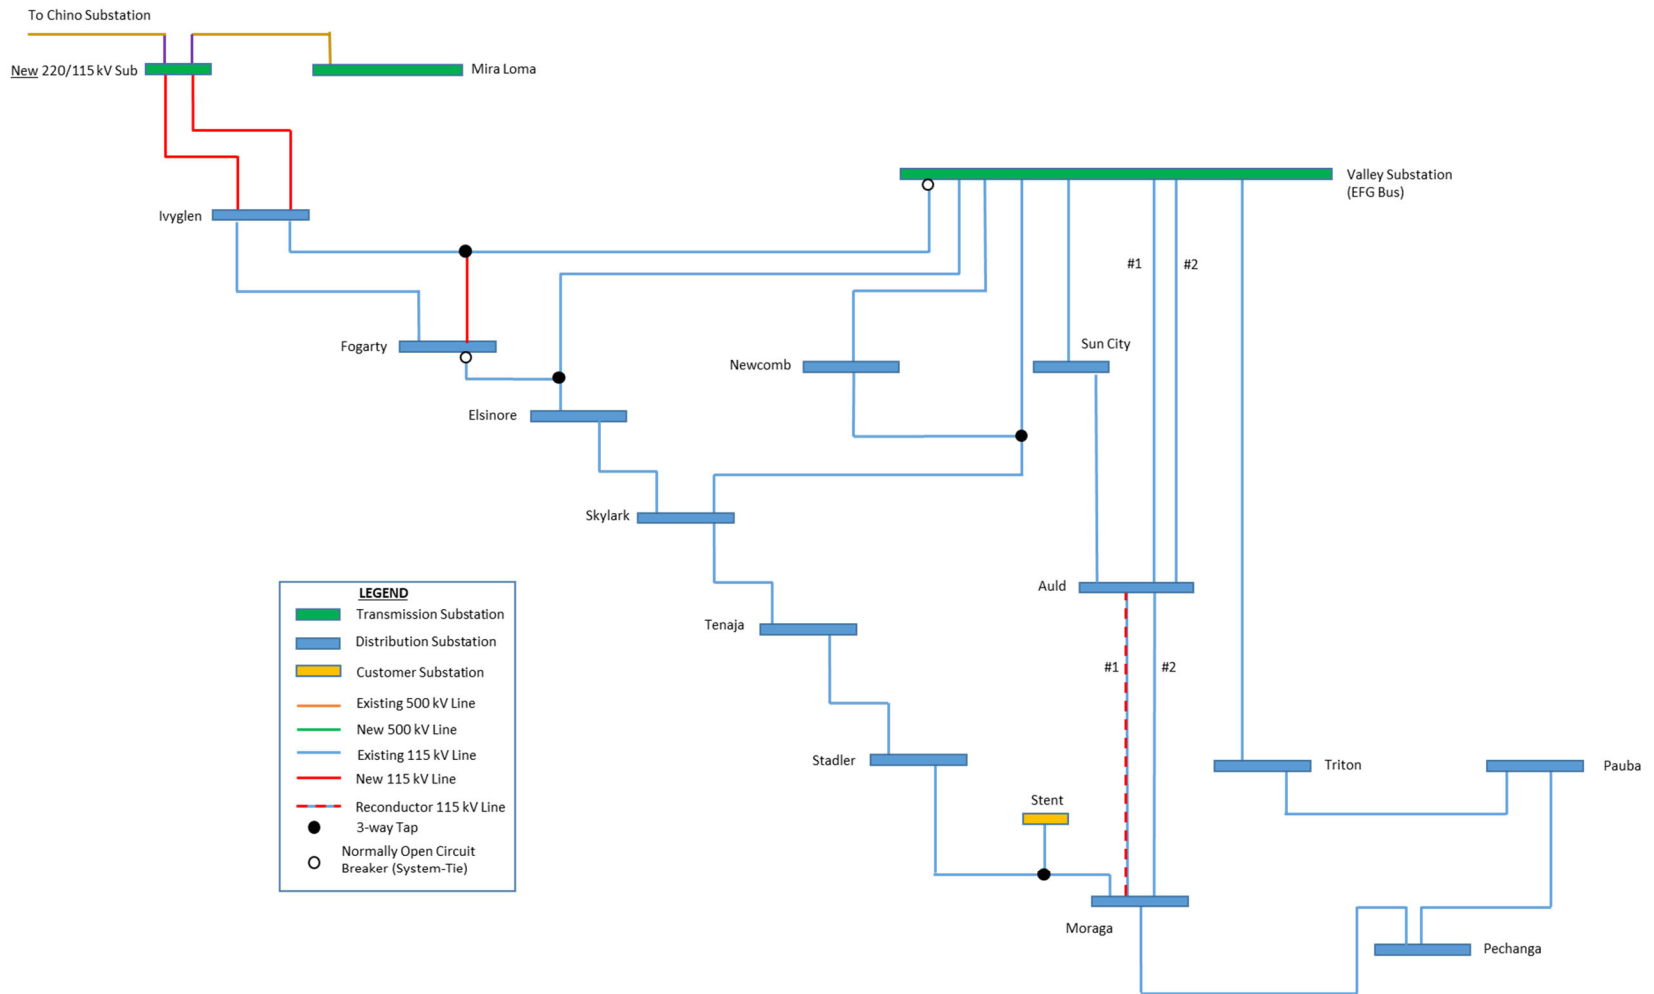 To Chino Substation
New 220/115 kV Sub
Mira Loma
Valley Substation
(EFG Bus)
Ivyglen
#1
#2
Fogarty
Newcomb
Sun City
Elsinore
Skylark
Auld
Tenaja
#1
#2
Stadler
Triton
Pauba
Stent
Moraga
Pechanga
LEGEND
Transmission Substation
Distribution Substation
Customer Substation
Existing 500 kV Line
New 500 kV Line
Existing 115 kV Line
New 115 kV Line
Reconductor 115 kV Line
3-way Tap
Normally Open Circuit
Breaker (System-Tie)